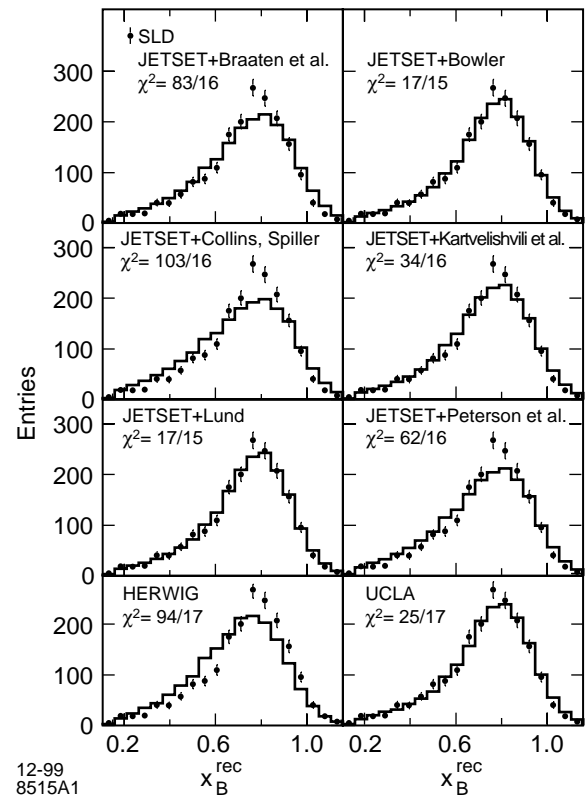 SLD
JETSET+Braaten et al.
χ²= 83/16
JETSET+Bowler
χ²= 17/15
300
200
100
0
JETSET+Collins, Spiller
χ²= 103/16
JETSET+Kartvelishvili et al.
χ²= 34/16
300
200
100
0
Entries
JETSET+Lund
χ²= 17/15
JETSET+Peterson et al.
χ²= 62/16
300
200
100
0
HERWIG
χ²= 94/17
UCLA
χ²= 25/17
200
100
0
0.2 0.6 1.0 0.2 0.6 1.0
x_B^rec x_B^rec
12-99
8515A1